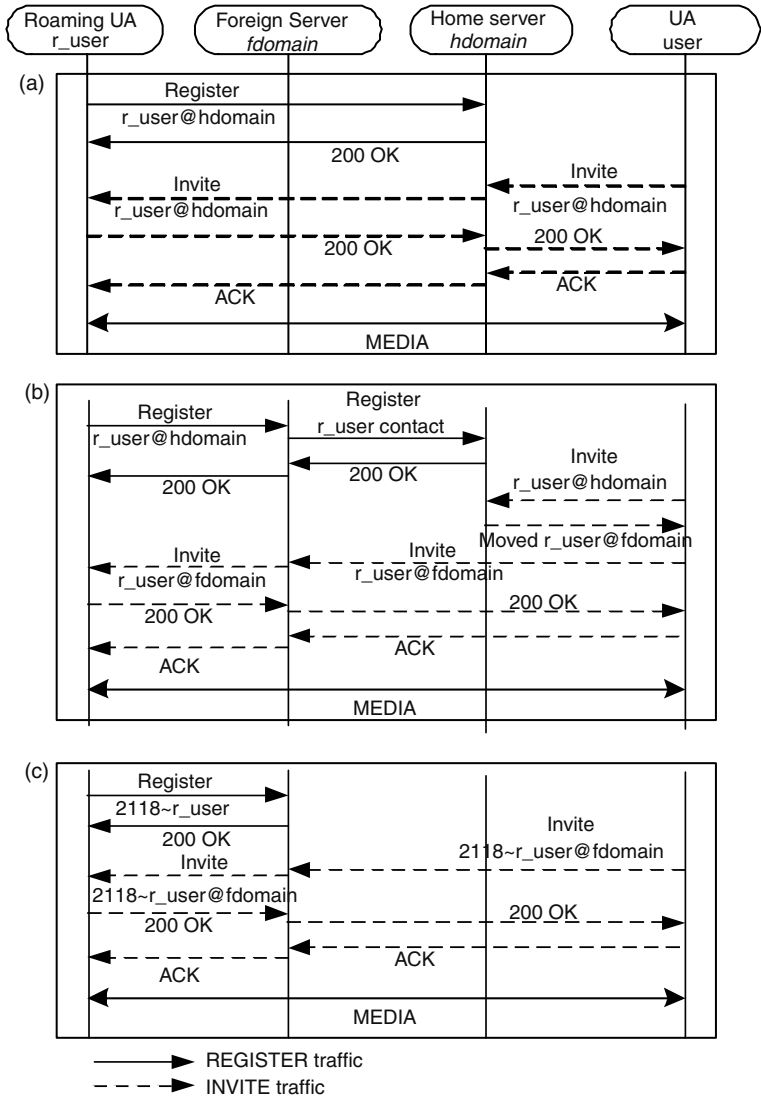 Roaming UA
r_user
Foreign Server
fdomain
Home server
hdomain
UA
user
(a)
Register
r_user@hdomain
200 OK
Invite
r_user@hdomain
Invite
r_user@hdomain
200 OK
200 OK
ACK
ACK
MEDIA
(b)
Register
r_user@hdomain
Register
r_user contact
200 OK
200 OK
Invite
r_user@hdomain
Moved r_user@fdomain
Invite
r_user@fdomain
Invite
r_user@fdomain
200 OK
200 OK
ACK
ACK
MEDIA
(c)
Register
2118~r_user
200 OK
Invite
2118~r_user@fdomain
Invite
2118~r_user@fdomain
200 OK
200 OK
ACK
ACK
MEDIA
REGISTER traffic
INVITE traffic